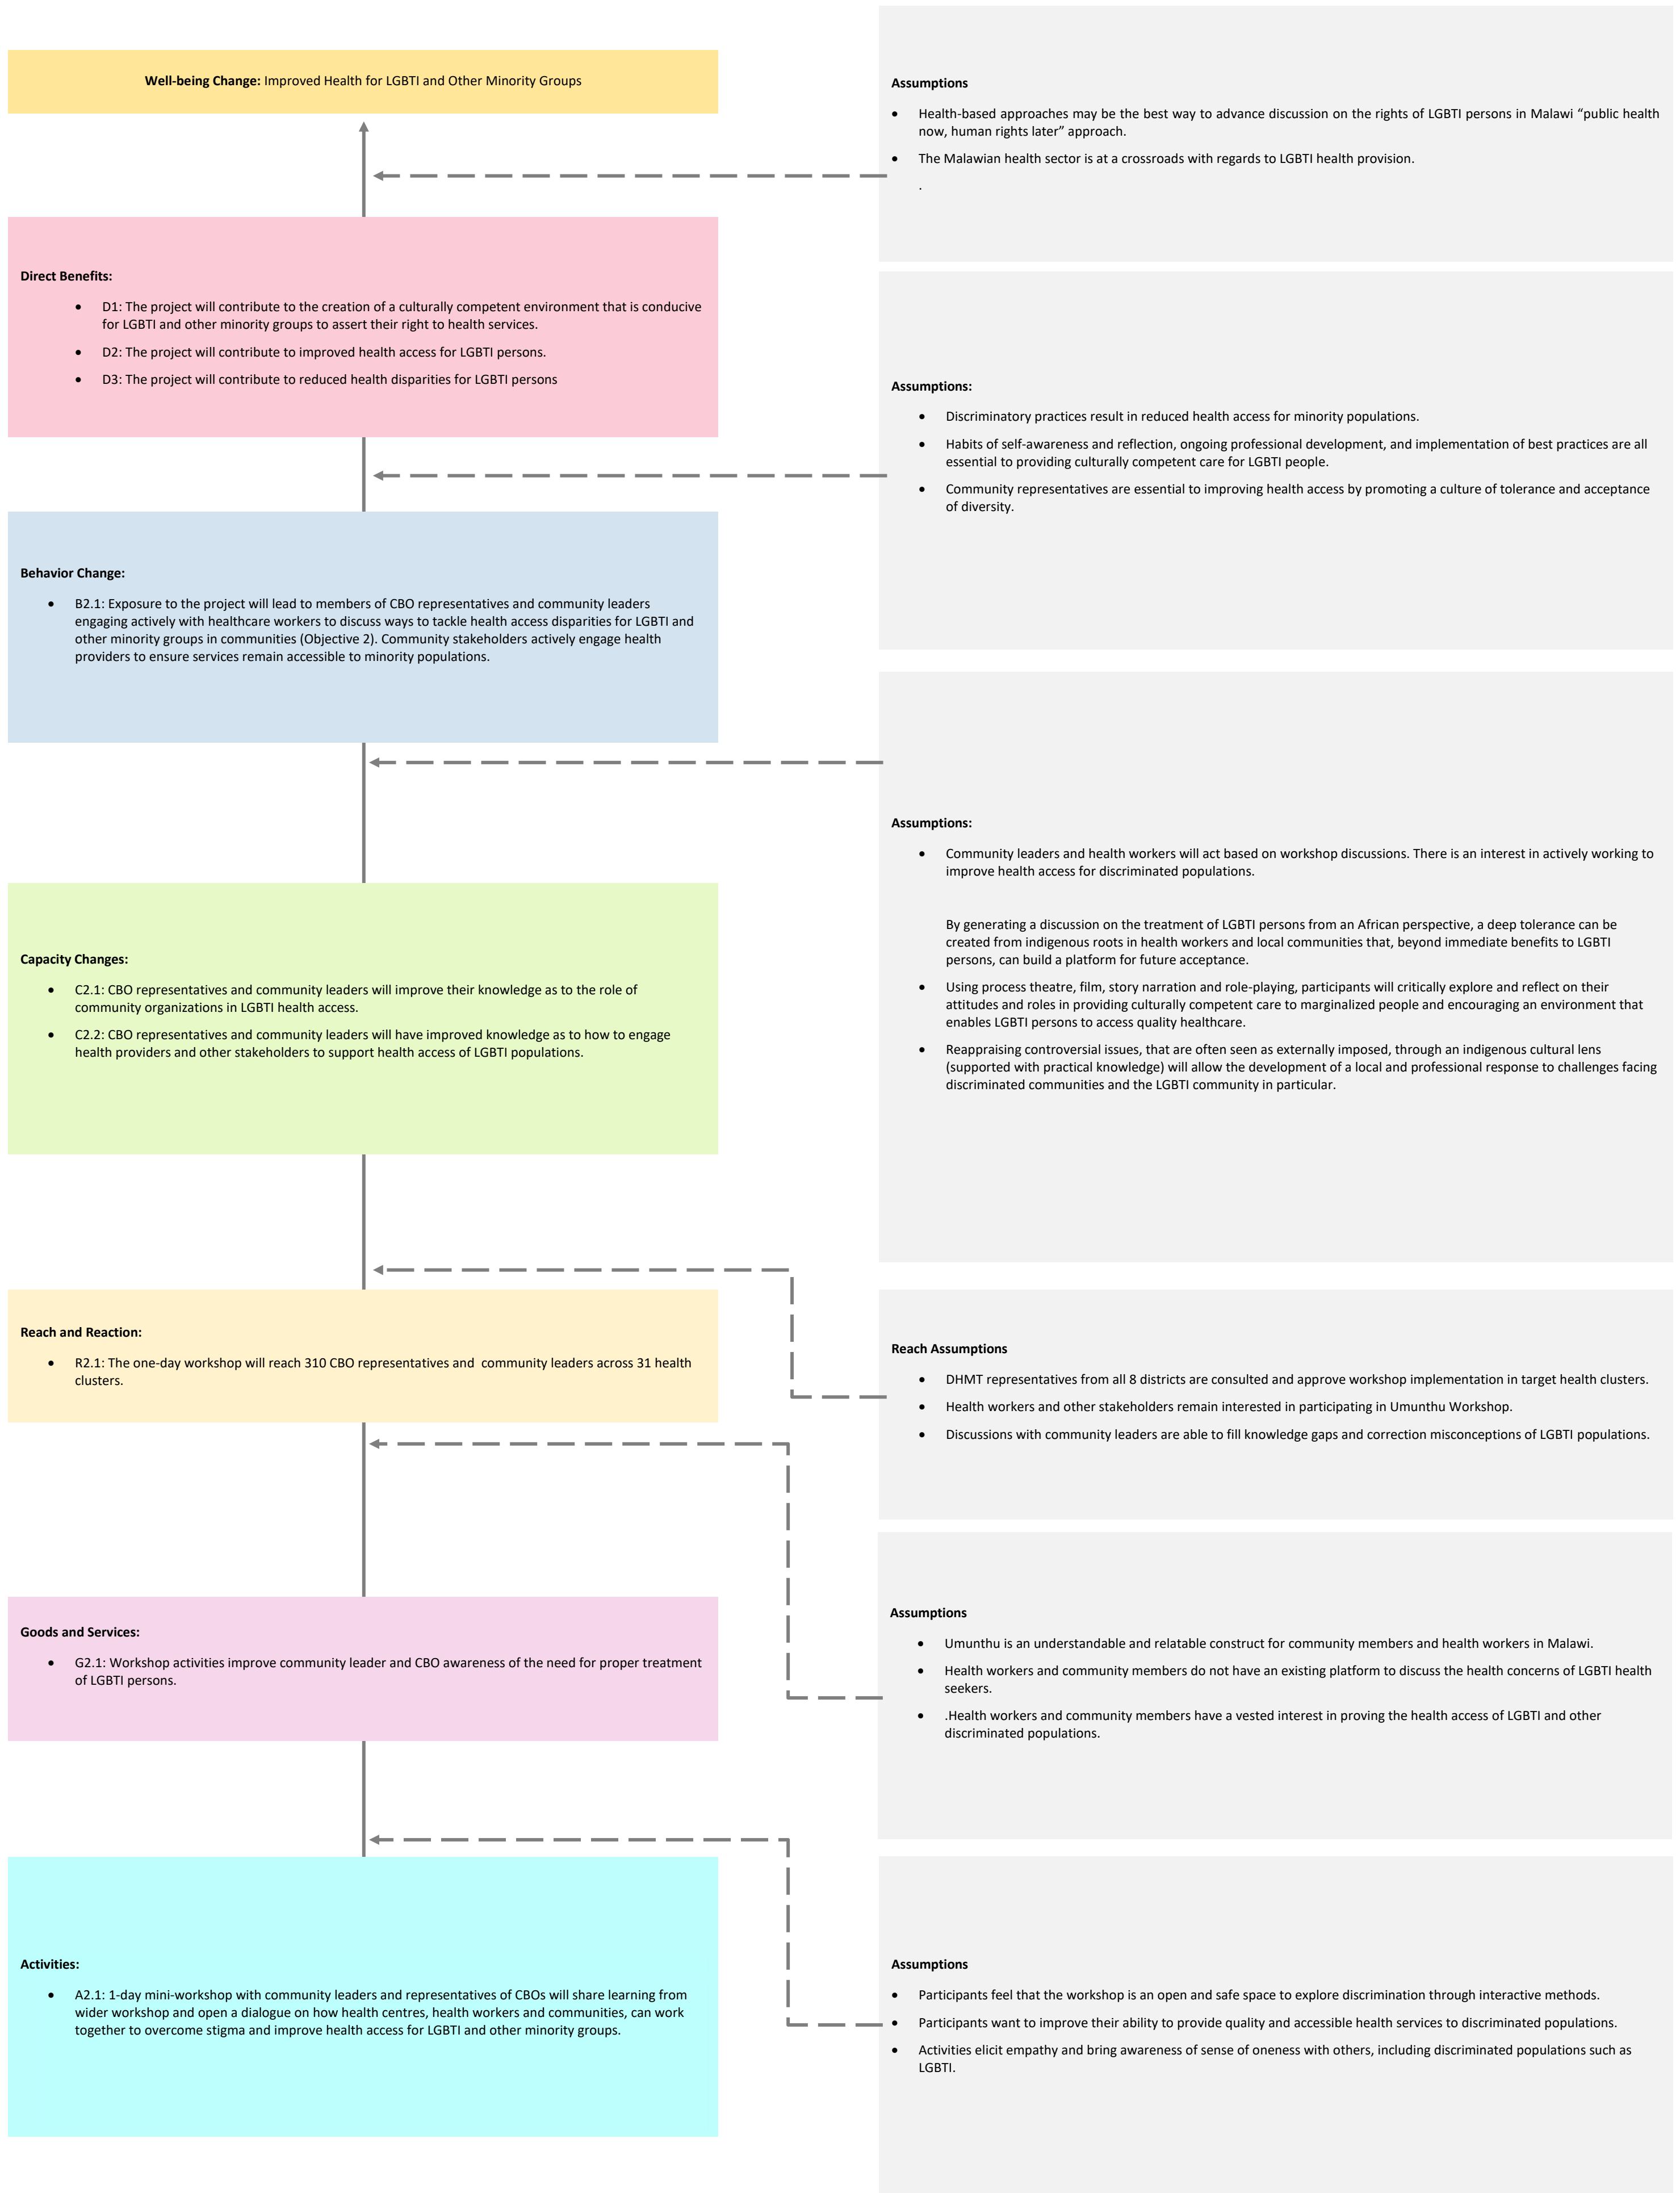 Well-being Change: Improved Health for LGBTI and Other Minority Groups
Assumptions
• Health-based approaches may be the best way to advance discussion on the rights of LGBTI persons in Malawi “public health
now, human rights later” approach.
• The Malawian health sector is at a crossroads with regards to LGBTI health provision.
.
Direct Benefits:
• D1: The project will contribute to the creation of a culturally competent environment that is conducive
for LGBTI and other minority groups to assert their right to health services.
• D2: The project will contribute to improved health access for LGBTI persons.
• D3: The project will contribute to reduced health disparities for LGBTI persons
Assumptions:
• Discriminatory practices result in reduced health access for minority populations.
• Habits of self-awareness and reflection, ongoing professional development, and implementation of best practices are all
essential to providing culturally competent care for LGBTI people.
• Community representatives are essential to improving health access by promoting a culture of tolerance and acceptance
of diversity.
Behavior Change:
• B2.1: Exposure to the project will lead to members of CBO representatives and community leaders
engaging actively with healthcare workers to discuss ways to tackle health access disparities for LGBTI and
other minority groups in communities (Objective 2). Community stakeholders actively engage health
providers to ensure services remain accessible to minority populations.
Assumptions:
• Community leaders and health workers will act based on workshop discussions. There is an interest in actively working to
improve health access for discriminated populations.
By generating a discussion on the treatment of LGBTI persons from an African perspective, a deep tolerance can be
created from indigenous roots in health workers and local communities that, beyond immediate benefits to LGBTI
persons, can build a platform for future acceptance.
• Using process theatre, film, story narration and role-playing, participants will critically explore and reflect on their
attitudes and roles in providing culturally competent care to marginalized people and encouraging an environment that
enables LGBTI persons to access quality healthcare.
• Reappraising controversial issues, that are often seen as externally imposed, through an indigenous cultural lens
(supported with practical knowledge) will allow the development of a local and professional response to challenges facing
discriminated communities and the LGBTI community in particular.
Capacity Changes:
• C2.1: CBO representatives and community leaders will improve their knowledge as to the role of
community organizations in LGBTI health access.
• C2.2: CBO representatives and community leaders will have improved knowledge as to how to engage
health providers and other stakeholders to support health access of LGBTI populations.
Reach and Reaction:
• R2.1: The one-day workshop will reach 310 CBO representatives and community leaders across 31 health
clusters.
Reach Assumptions
• DHMT representatives from all 8 districts are consulted and approve workshop implementation in target health clusters.
• Health workers and other stakeholders remain interested in participating in Umunthu Workshop.
• Discussions with community leaders are able to fill knowledge gaps and correction misconceptions of LGBTI populations.
Goods and Services:
• G2.1: Workshop activities improve community leader and CBO awareness of the need for proper treatment
of LGBTI persons.
Assumptions
• Umunthu is an understandable and relatable construct for community members and health workers in Malawi.
• Health workers and community members do not have an existing platform to discuss the health concerns of LGBTI health
seekers.
• .Health workers and community members have a vested interest in proving the health access of LGBTI and other
discriminated populations.
Activities:
• A2.1: 1-day mini-workshop with community leaders and representatives of CBOs will share learning from
wider workshop and open a dialogue on how health centres, health workers and communities, can work
together to overcome stigma and improve health access for LGBTI and other minority groups.
Assumptions
• Participants feel that the workshop is an open and safe space to explore discrimination through interactive methods.
• Participants want to improve their ability to provide quality and accessible health services to discriminated populations.
• Activities elicit empathy and bring awareness of sense of oneness with others, including discriminated populations such as
LGBTI.